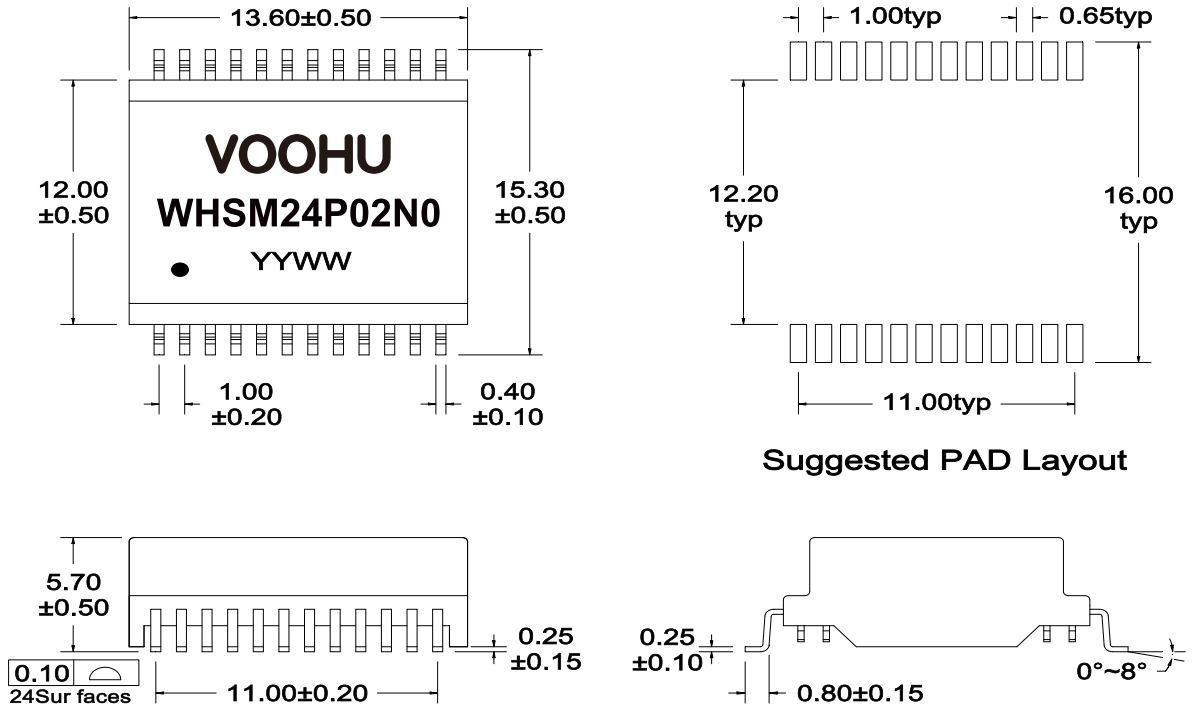 13.60±0.50
1.00typ
0.65typ
VOOHU
WHSM24P02N0
YYWW
12.00
±0.50
15.30
±0.50
12.20
typ
16.00
typ
1.00
±0.20
0.40
±0.10
11.00typ
Suggested PAD Layout
5.70
±0.50
0.25
±0.15
0.10
24Sur faces
11.00±0.20
0.25
±0.10
0.80±0.15
0°~8°